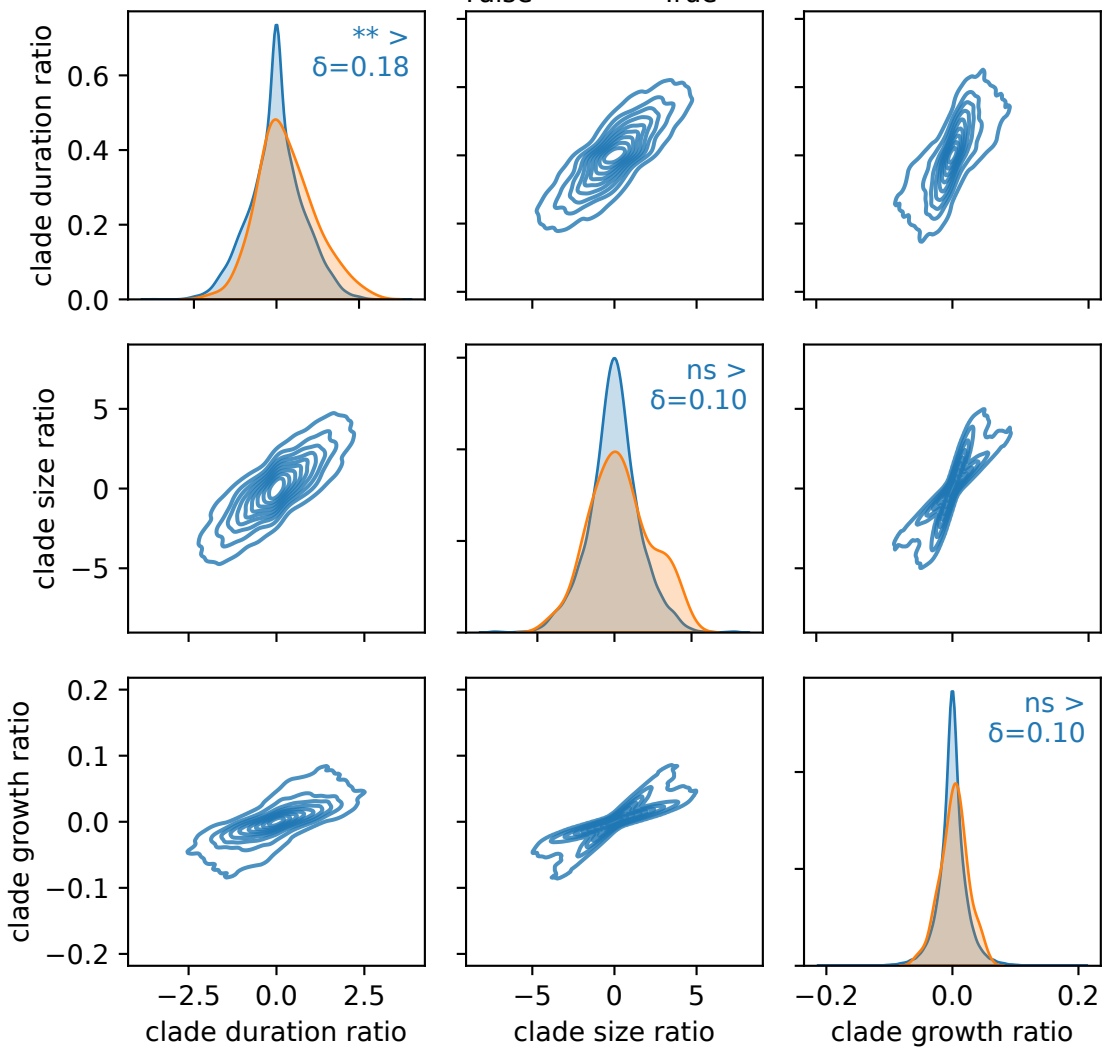 clade duration ratio
0.6
0.4
0.2
0.0
** >
δ=0.18
clade size ratio
5
0
−5
ns >
δ=0.10
clade growth ratio
0.2
0.1
0.0
−0.1
−0.2
ns >
δ=0.10
−2.5 0.0 2.5
−5 0 5
−0.2 0.0 0.2
clade duration ratio
clade size ratio
clade growth ratio